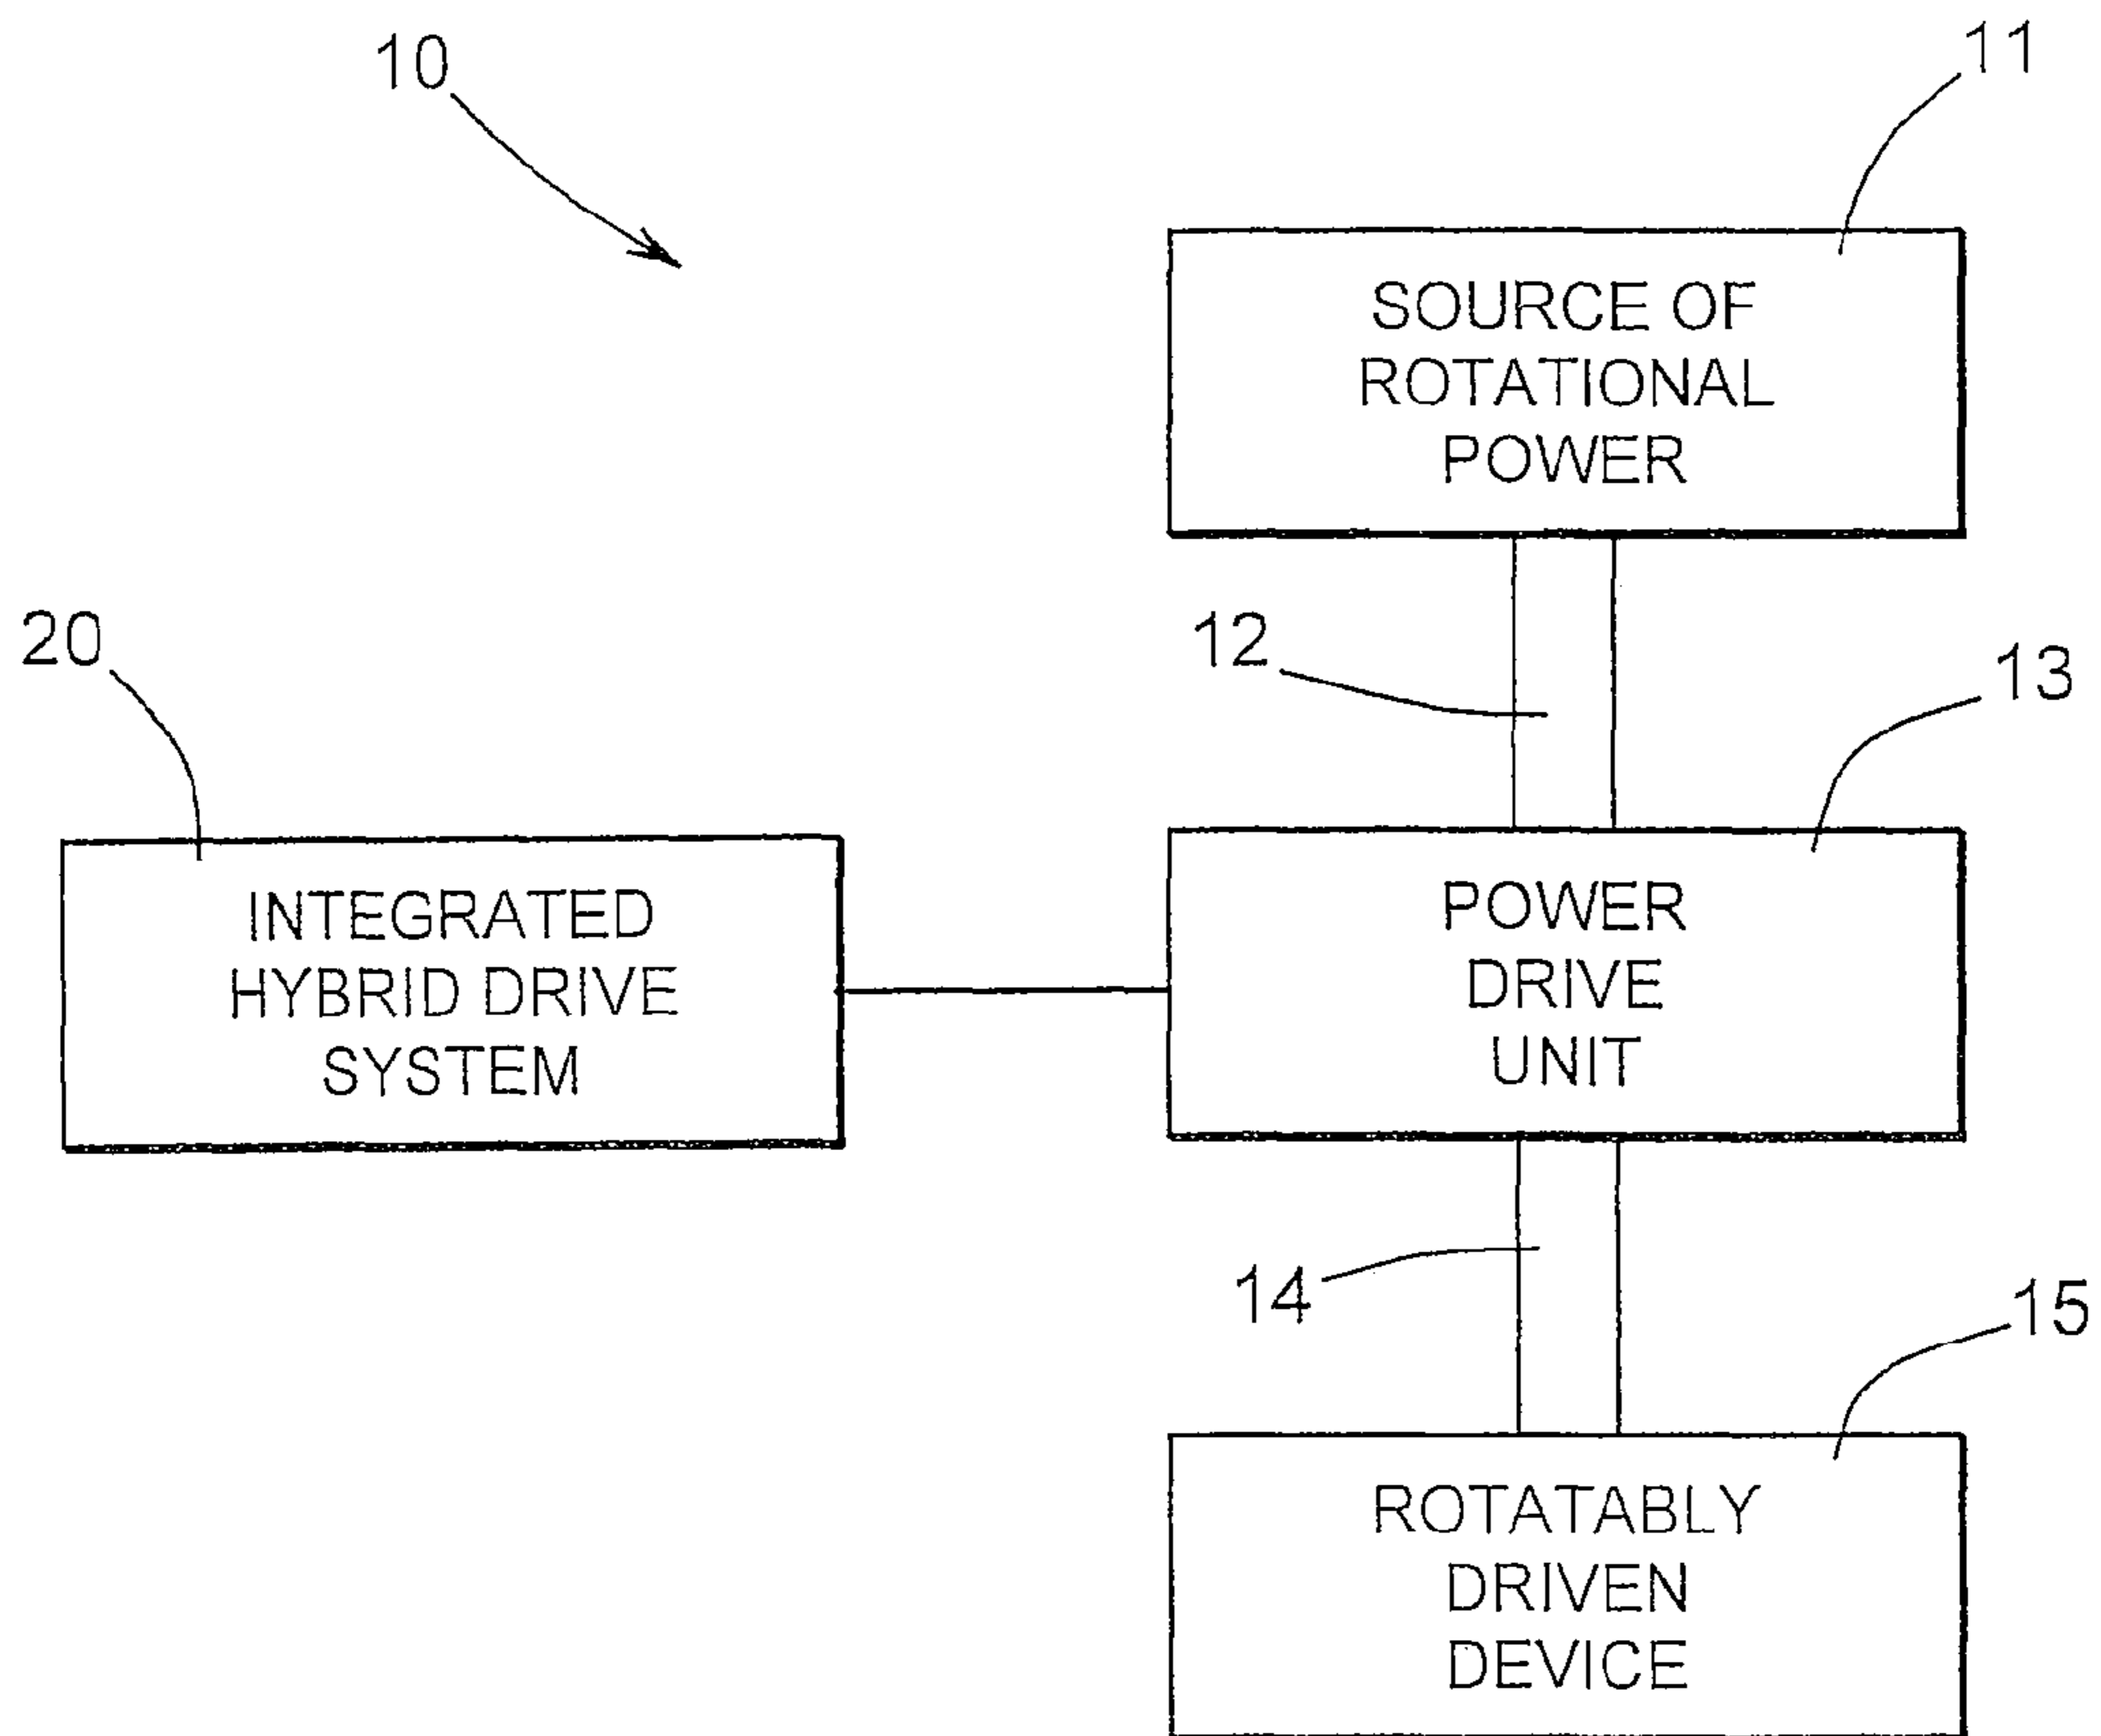 10
11
SOURCE OF
ROTATIONAL
POWER
12
20
13
INTEGRATED
HYBRID DRIVE
SYSTEM
POWER
DRIVE
UNIT
14
15
ROTATABLY
DRIVEN
DEVICE